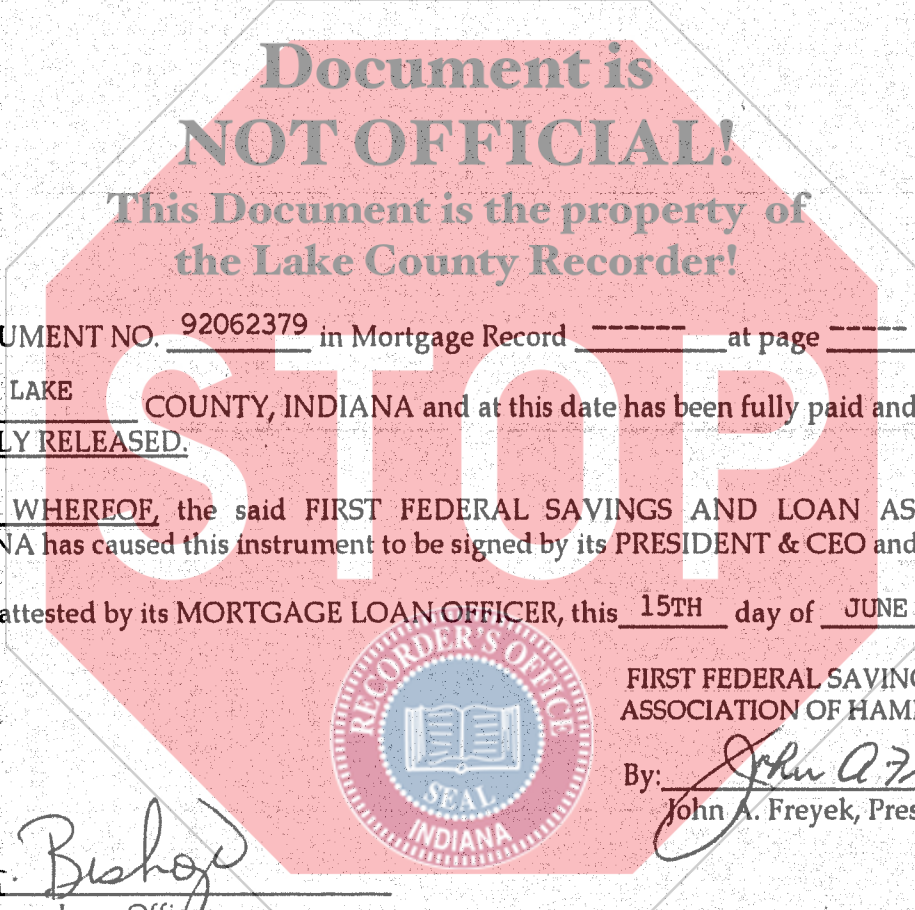 Document is
NOT OFFICIAL!
This Document is the property of
the Lake County Recorder!
UMENT NO. 92062379 in Mortgage Record ------- at page -----
LAKE COUNTY, INDIANA and at this date has been fully paid and
LY RELEASED.
STOP
WHEREOF, the said FIRST FEDERAL SAVINGS AND LOAN AS
NA has caused this instrument to be signed by its PRESIDENT & CEO and
attested by its MORTGAGE LOAN OFFICER, this 15TH day of JUNE
RECORDER'S OFFICE
SEAL
INDIANA
FIRST FEDERAL SAVING
ASSOCIATION OF HAM
By: John A. F
John A. Freyek, Pres
Bishop